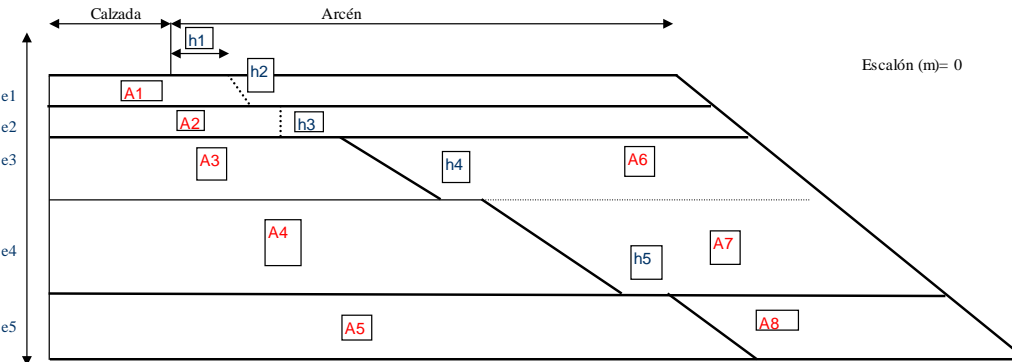 Calzada Arcén
h1
h2
Escalón (m)= 0
e1 A1
e2 A2 h3
e3 A3 h4 A6
e4 A4 h5 A7
e5 A5 A8